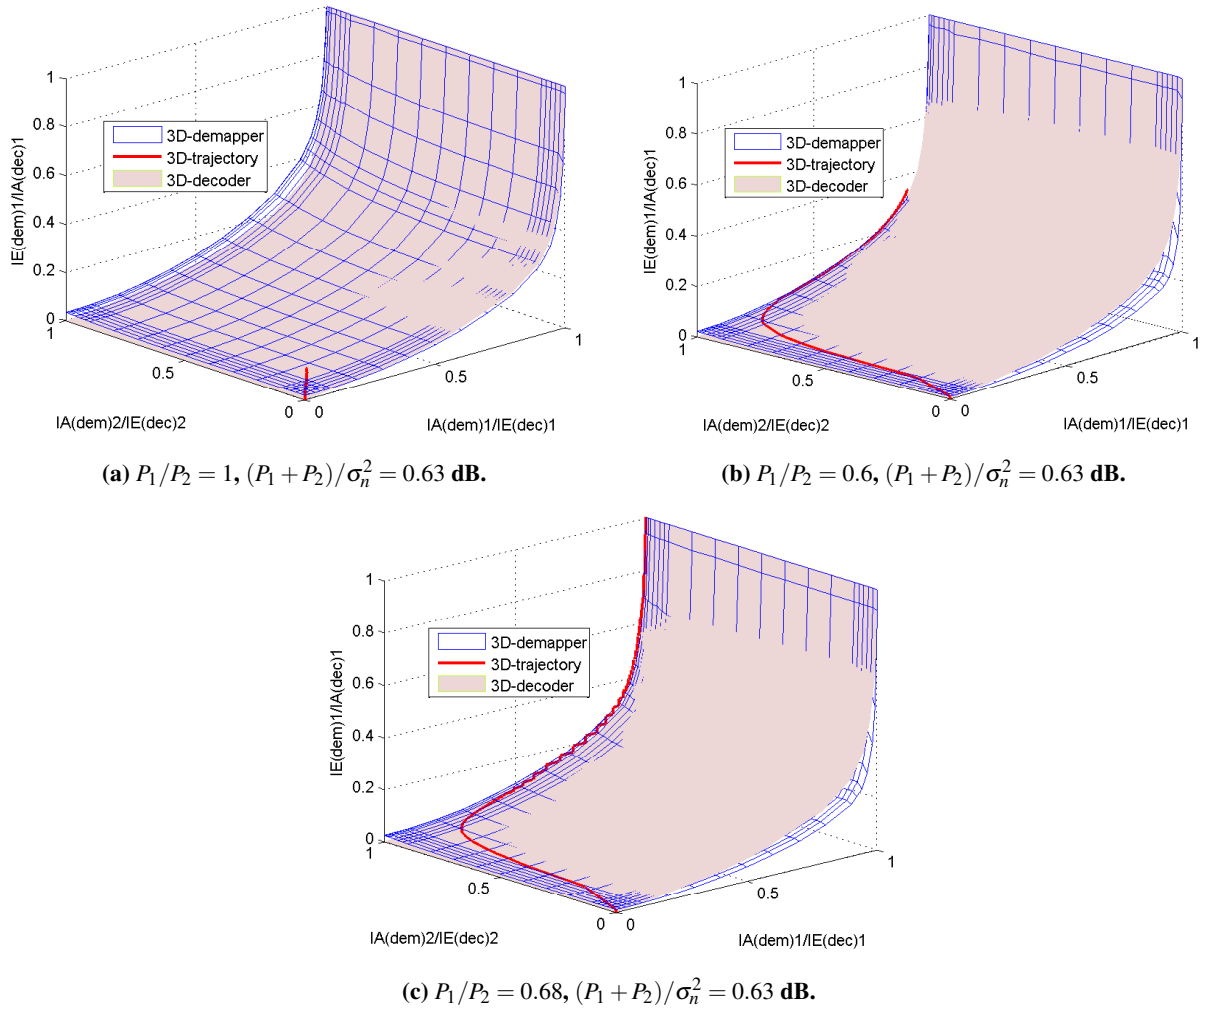 1
0.8
0.6
0.4
0.2
0
1
0.5
0
0
0.5
1
IE(dem)1/IA(dec)1
3D-demapper
3D-trajectory
3D-decoder
IA(dem)2/IE(dec)2
IA(dem)1/IE(dec)1
(a) P₁/P₂ = 1, (P₁ + P₂)/σₙ² = 0.63 dB.
1
0.8
0.6
0.4
0.2
0
1
0.5
0
0
0.5
1
IE(dem)1/IA(dec)1
3D-demapper
3D-trajectory
3D-decoder
IA(dem)2/IE(dec)2
IA(dem)1/IE(dec)1
(b) P₁/P₂ = 0.6, (P₁ + P₂)/σₙ² = 0.63 dB.
1
0.8
0.6
0.4
0.2
0
1
0.5
0
0
0.5
1
IE(dem)1/IA(dec)1
3D-demapper
3D-trajectory
3D-decoder
IA(dem)2/IE(dec)2
IA(dem)1/IE(dec)1
(c) P₁/P₂ = 0.68, (P₁ + P₂)/σₙ² = 0.63 dB.